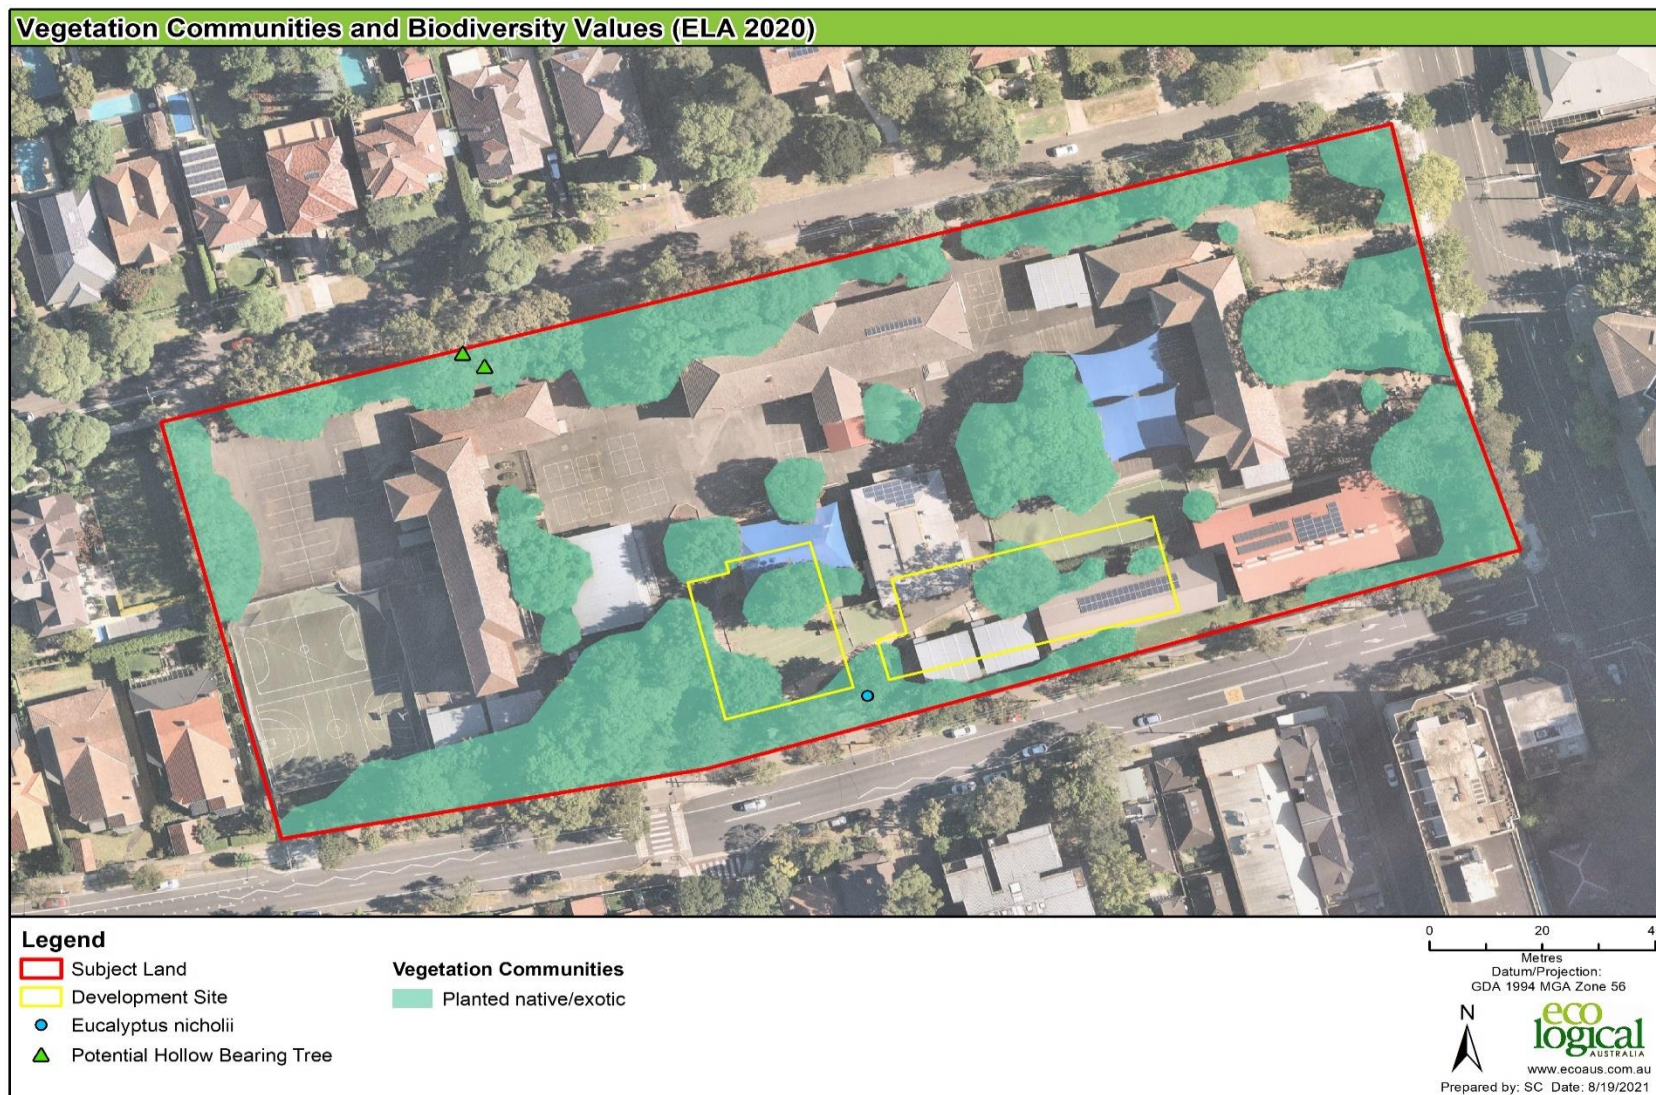 Vegetation Communities and Biodiversity Values (ELA 2020)
Legend
Subject Land
Development Site
Eucalyptus nicholii
Potential Hollow Bearing Tree
Vegetation Communities
Planted native/exotic
0 20 4
Metres
Datum/Projection:
GDA 1994 MGA Zone 56
N
eco
logical
AUSTRALIA
www.ecoaus.com.au
Prepared by: SC Date: 8/19/2021